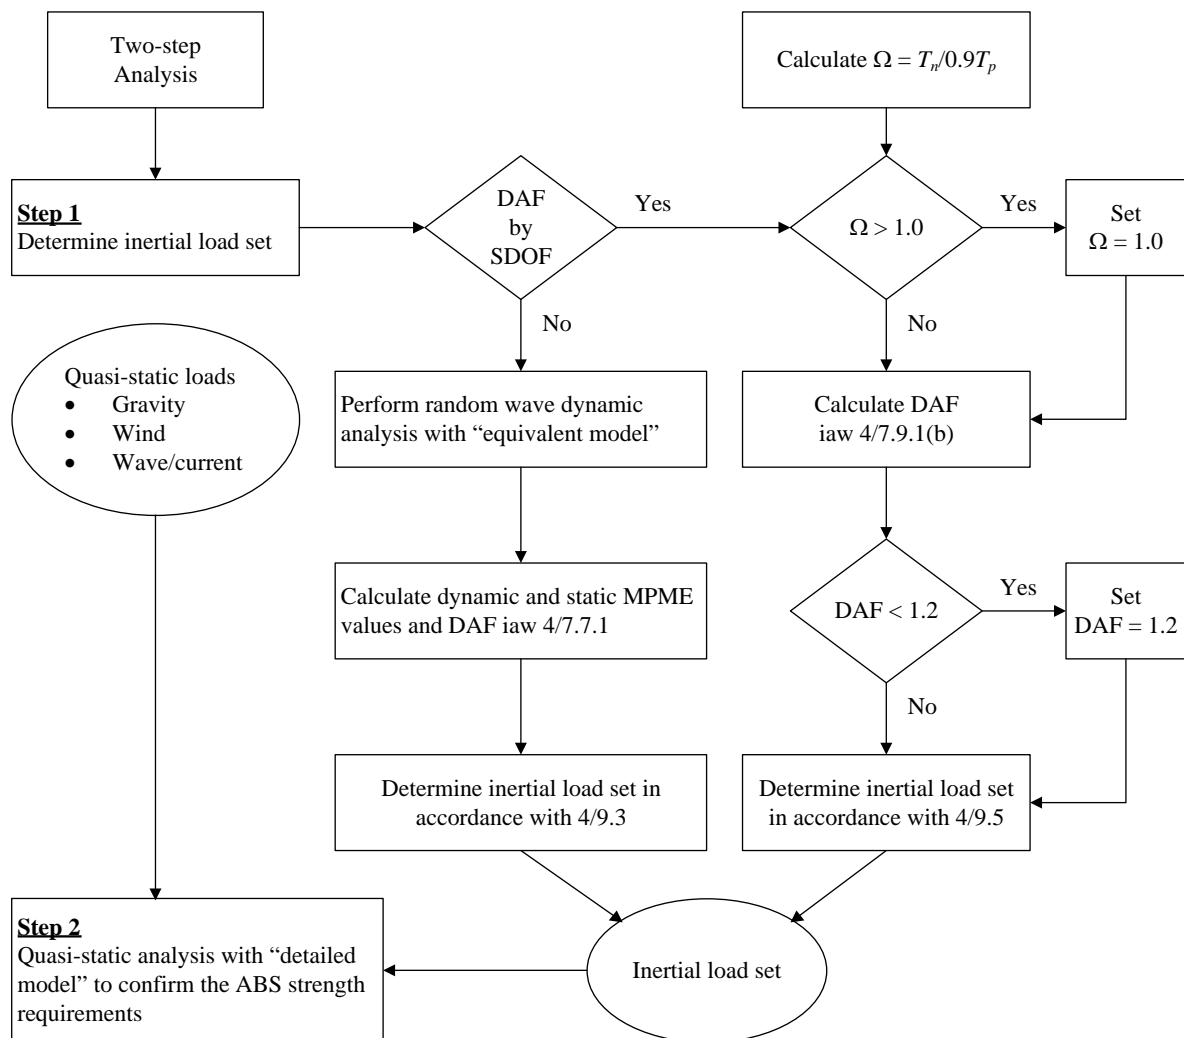 Two-step
Analysis
Calculate Ω = Tn/0.9Tp
Step 1
Determine inertial load set
DAF
by
SDOF
Yes
Ω > 1.0
Yes
Set
Ω = 1.0
No
No
Quasi-static loads
• Gravity
• Wind
• Wave/current
Perform random wave dynamic
analysis with “equivalent model”
Calculate DAF
iaw 4/7.9.1(b)
Calculate dynamic and static MPME
values and DAF iaw 4/7.7.1
DAF < 1.2
Yes
Set
DAF = 1.2
No
Determine inertial load set in
accordance with 4/9.3
Determine inertial load set
in accordance with 4/9.5
Step 2
Quasi-static analysis with “detailed
model” to confirm the ABS strength
requirements
Inertial load set